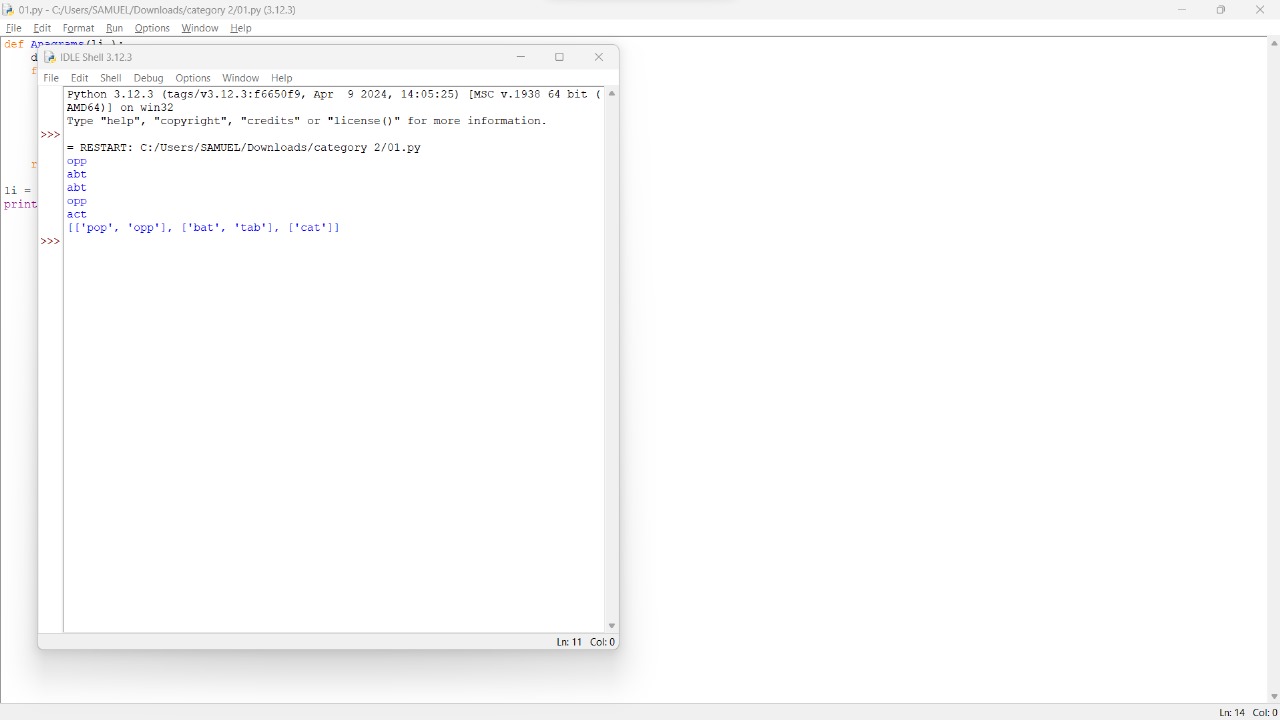 01.py - C:/Users/SAMUEL/Downloads/category 2/01.py (3.12.3)
File Edit Format Run Options Window Help
def Anagrams(li ):
d
IDLE Shell 3.12.3
f
File Edit Shell Debug Options Window Help
Python 3.12.3 (tags/v3.12.3:f6650f9, Apr  9 2024, 14:05:25) [MSC v.1938 64 bit (
AMD64)] on win32
Type "help", "copyright", "credits" or "license()" for more information.
>>>
= RESTART: C:/Users/SAMUEL/Downloads/category 2/01.py
opp
r
abt
li = abt
print opp
act
[['pop', 'opp'], ['bat', 'tab'], ['cat']]
>>>
Ln: 11 Col: 0
Ln: 14 Col: 0